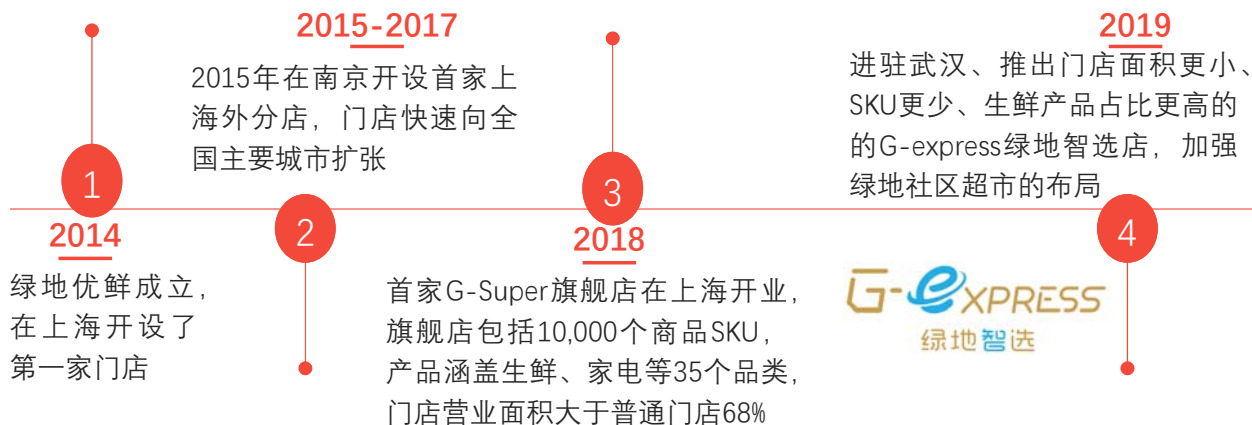 1
2014
绿地优鲜成立，
在上海开设了
第一家门店
2015-2017
2015年在南京开设首家上
海外分店，门店快速向全
国主要城市扩张
2
3
2018
首家G-Super旗舰店在上海开业，
旗舰店包括10,000个商品SKU，
产品涵盖生鲜、家电等35个品类，
门店营业面积大于普通门店68%
2019
进驻武汉、推出门店面积更小、
SKU更少、生鲜产品占比更高的
的G-express绿地智选店，加强
绿地社区超市的布局
4
G-eXPRESS
绿地智选